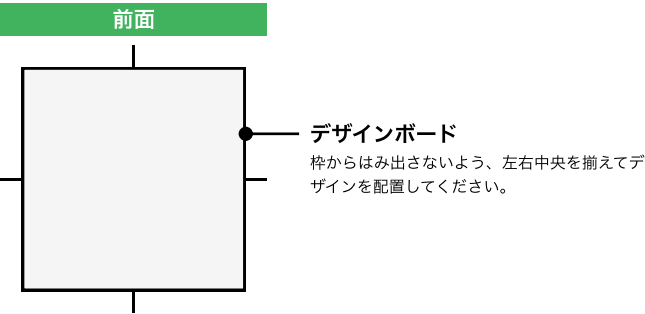 前面
デザインボード
枠からはみ出さないよう、左右中央を揃えてデ
ザインを配置してください。